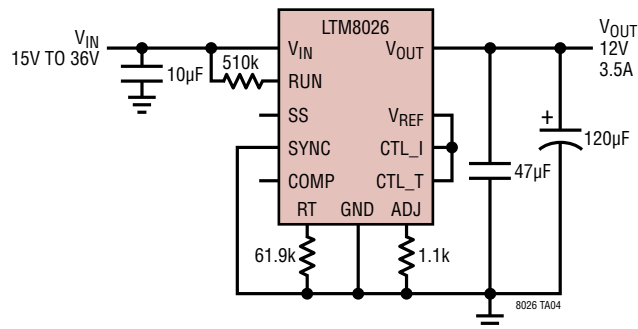 LTM8026
VIN
15V TO 36V
VOUT
12V
3.5A
VIN
VOUT
510k
10µF
RUN
SS
VREF
SYNC
CTL_I
120µF
COMP
CTL_T
47µF
RT
GND
ADJ
61.9k
1.1k
8026 TA04
+